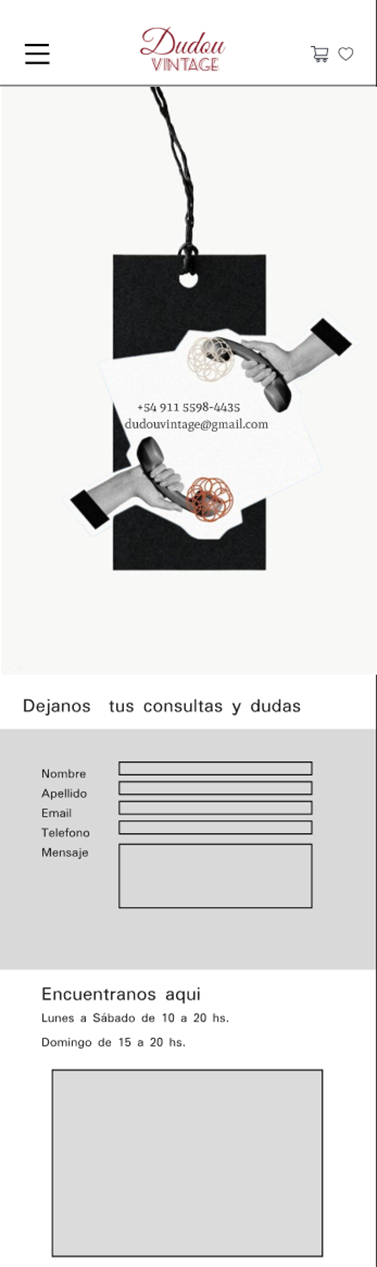 Dudou
VINTAGE
+54 911 5598-4435
dudouvintage@gmail.com
Dejanos tus consultas y dudas
Nombre
Apellido
Email
Telefono
Mensaje
Encuentranos aqui
Lunes a Sábado de 10 a 20 hs.
Domingo de 15 a 20 hs.